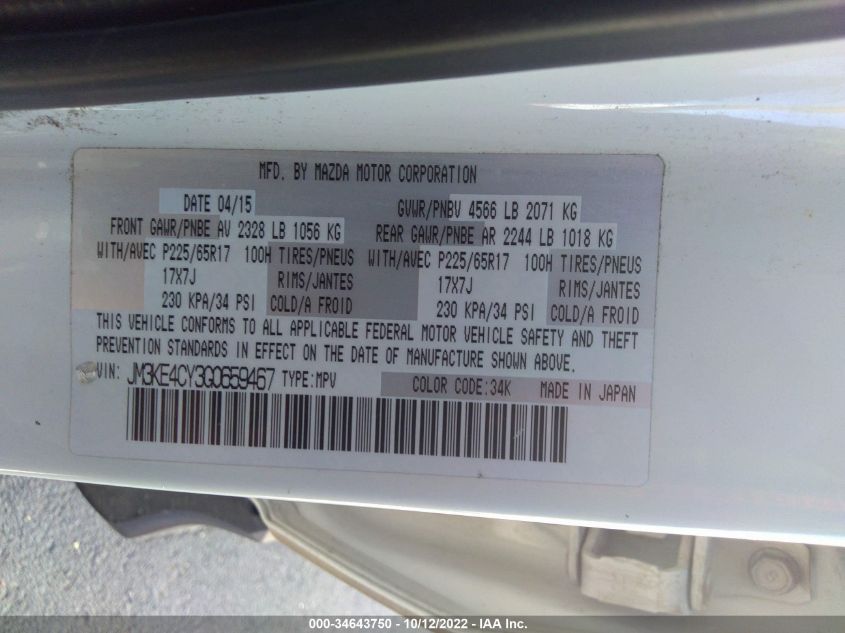 MFD. BY MAZDA MOTOR CORPORATION
DATE 04/15 GVWR/PNBV 4566 LB 2071 KG
FRONT GAWR/PNBE AV 2328 LB 1056 KG REAR GAWR/PNBE AR 2244 LB 1018 KG
WITH/AVEC P225/65R17 100H TIRES/PNEUS WITH/AVEC P225/65R17 100H TIRES/PNEUS
17X7J RIMS/JANTES 17X7J RIMS/JANTES
230 KPA/34 PSI COLD/A FROID 230 KPA/34 PSI COLD/A FROID
THIS VEHICLE CONFORMS TO ALL APPLICABLE FEDERAL MOTOR VEHICLE SAFETY AND THEFT
PREVENTION STANDARDS IN EFFECT ON THE DATE OF MANUFACTURE SHOWN ABOVE.
VIN: JM3KE4CY3G0659467 TYPE:MPV COLOR CODE:34K MADE IN JAPAN
000-34643750 - 10/12/2022 - IAA Inc.